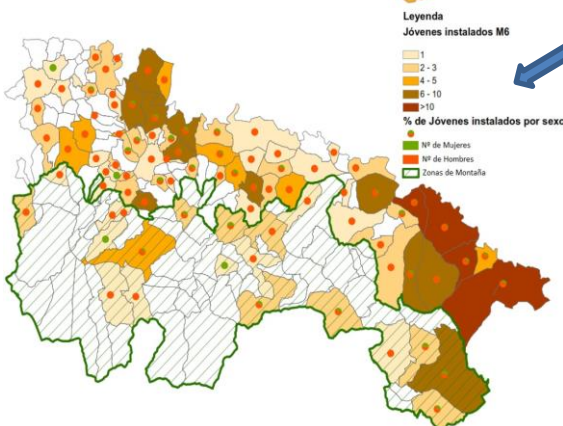 Leyenda
Jóvenes instalados M6
1
2 - 3
4 - 5
6 - 10
>10
% de Jóvenes instalados por sexo
Nº de Mujeres
Nº de Hombres
Zonas de Montaña